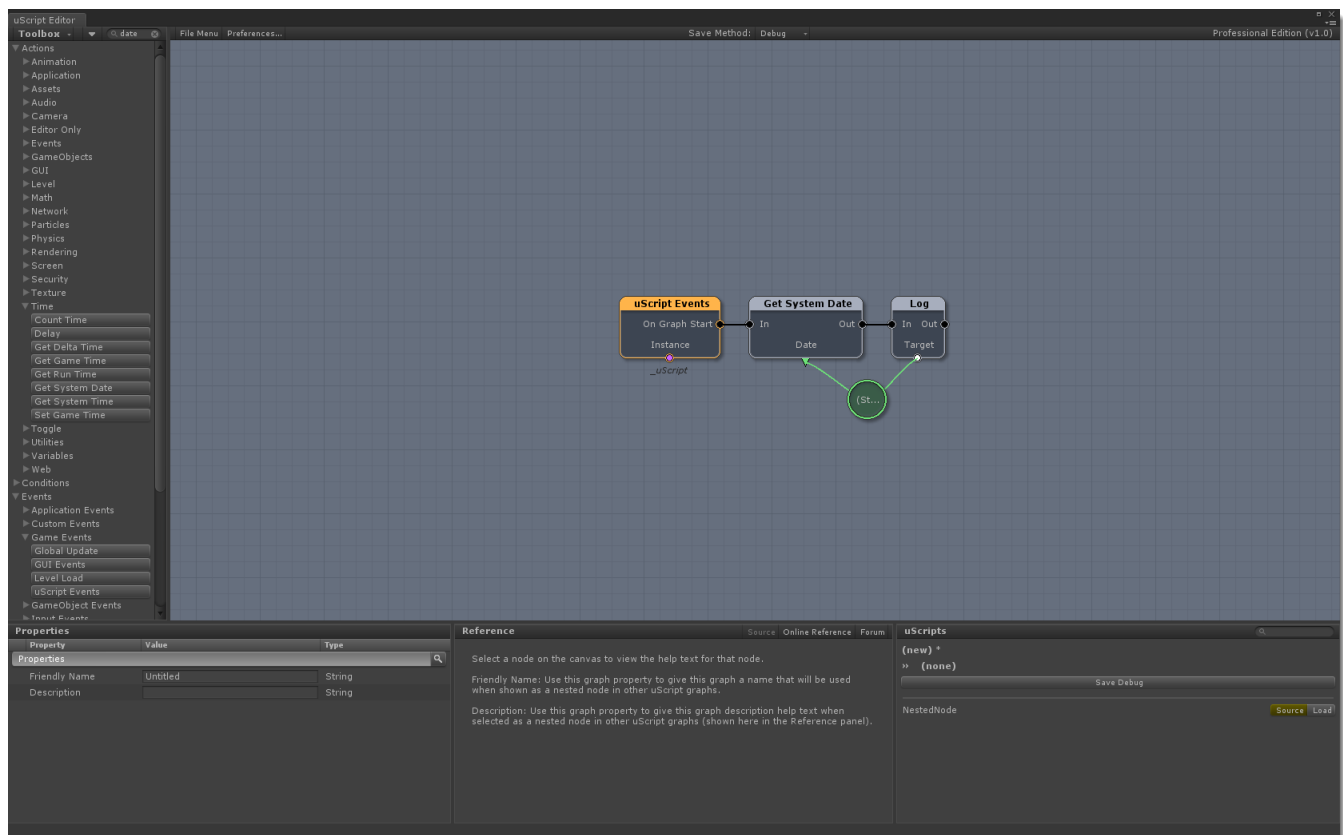 uScript Editor
Toolbox date File Menu Preferences... Save Method: Debug Professional Edition (v1.0)
Actions
Animation
Application
Assets
Audio
Camera
Editor Only
Events
GameObjects
GUI
Level
Math
Network
Particles
Physics
Rendering
Screen
Security
Texture
Time
Count Time
Delay
Get Delta Time
Get Game Time
Get Run Time
Get System Date
Get System Time
Set Game Time
Toggle
Utilities
Variables
Web
Conditions
Events
Application Events
Custom Events
Game Events
Global Update
GUI Events
Level Load
uScript Events
GameObject Events
Input Events
uScript Events
On Graph Start
Instance
_uScript
Get System Date
In Out
Date
Log
In Out
Target
(St...
Properties
Property Value Type
Properties
Friendly Name Untitled String
Description String
Reference Source Online Reference Forum
Select a node on the canvas to view the help text for that node.
Friendly Name: Use this graph property to give this graph a name that will be used
when shown as a nested node in other uScript graphs.
Description: Use this graph property to give this graph description help text when
selected as a nested node in other uScript graphs (shown here in the Reference panel).
uScripts
(new) *
» (none)
Save Debug
NestedNode Source Load